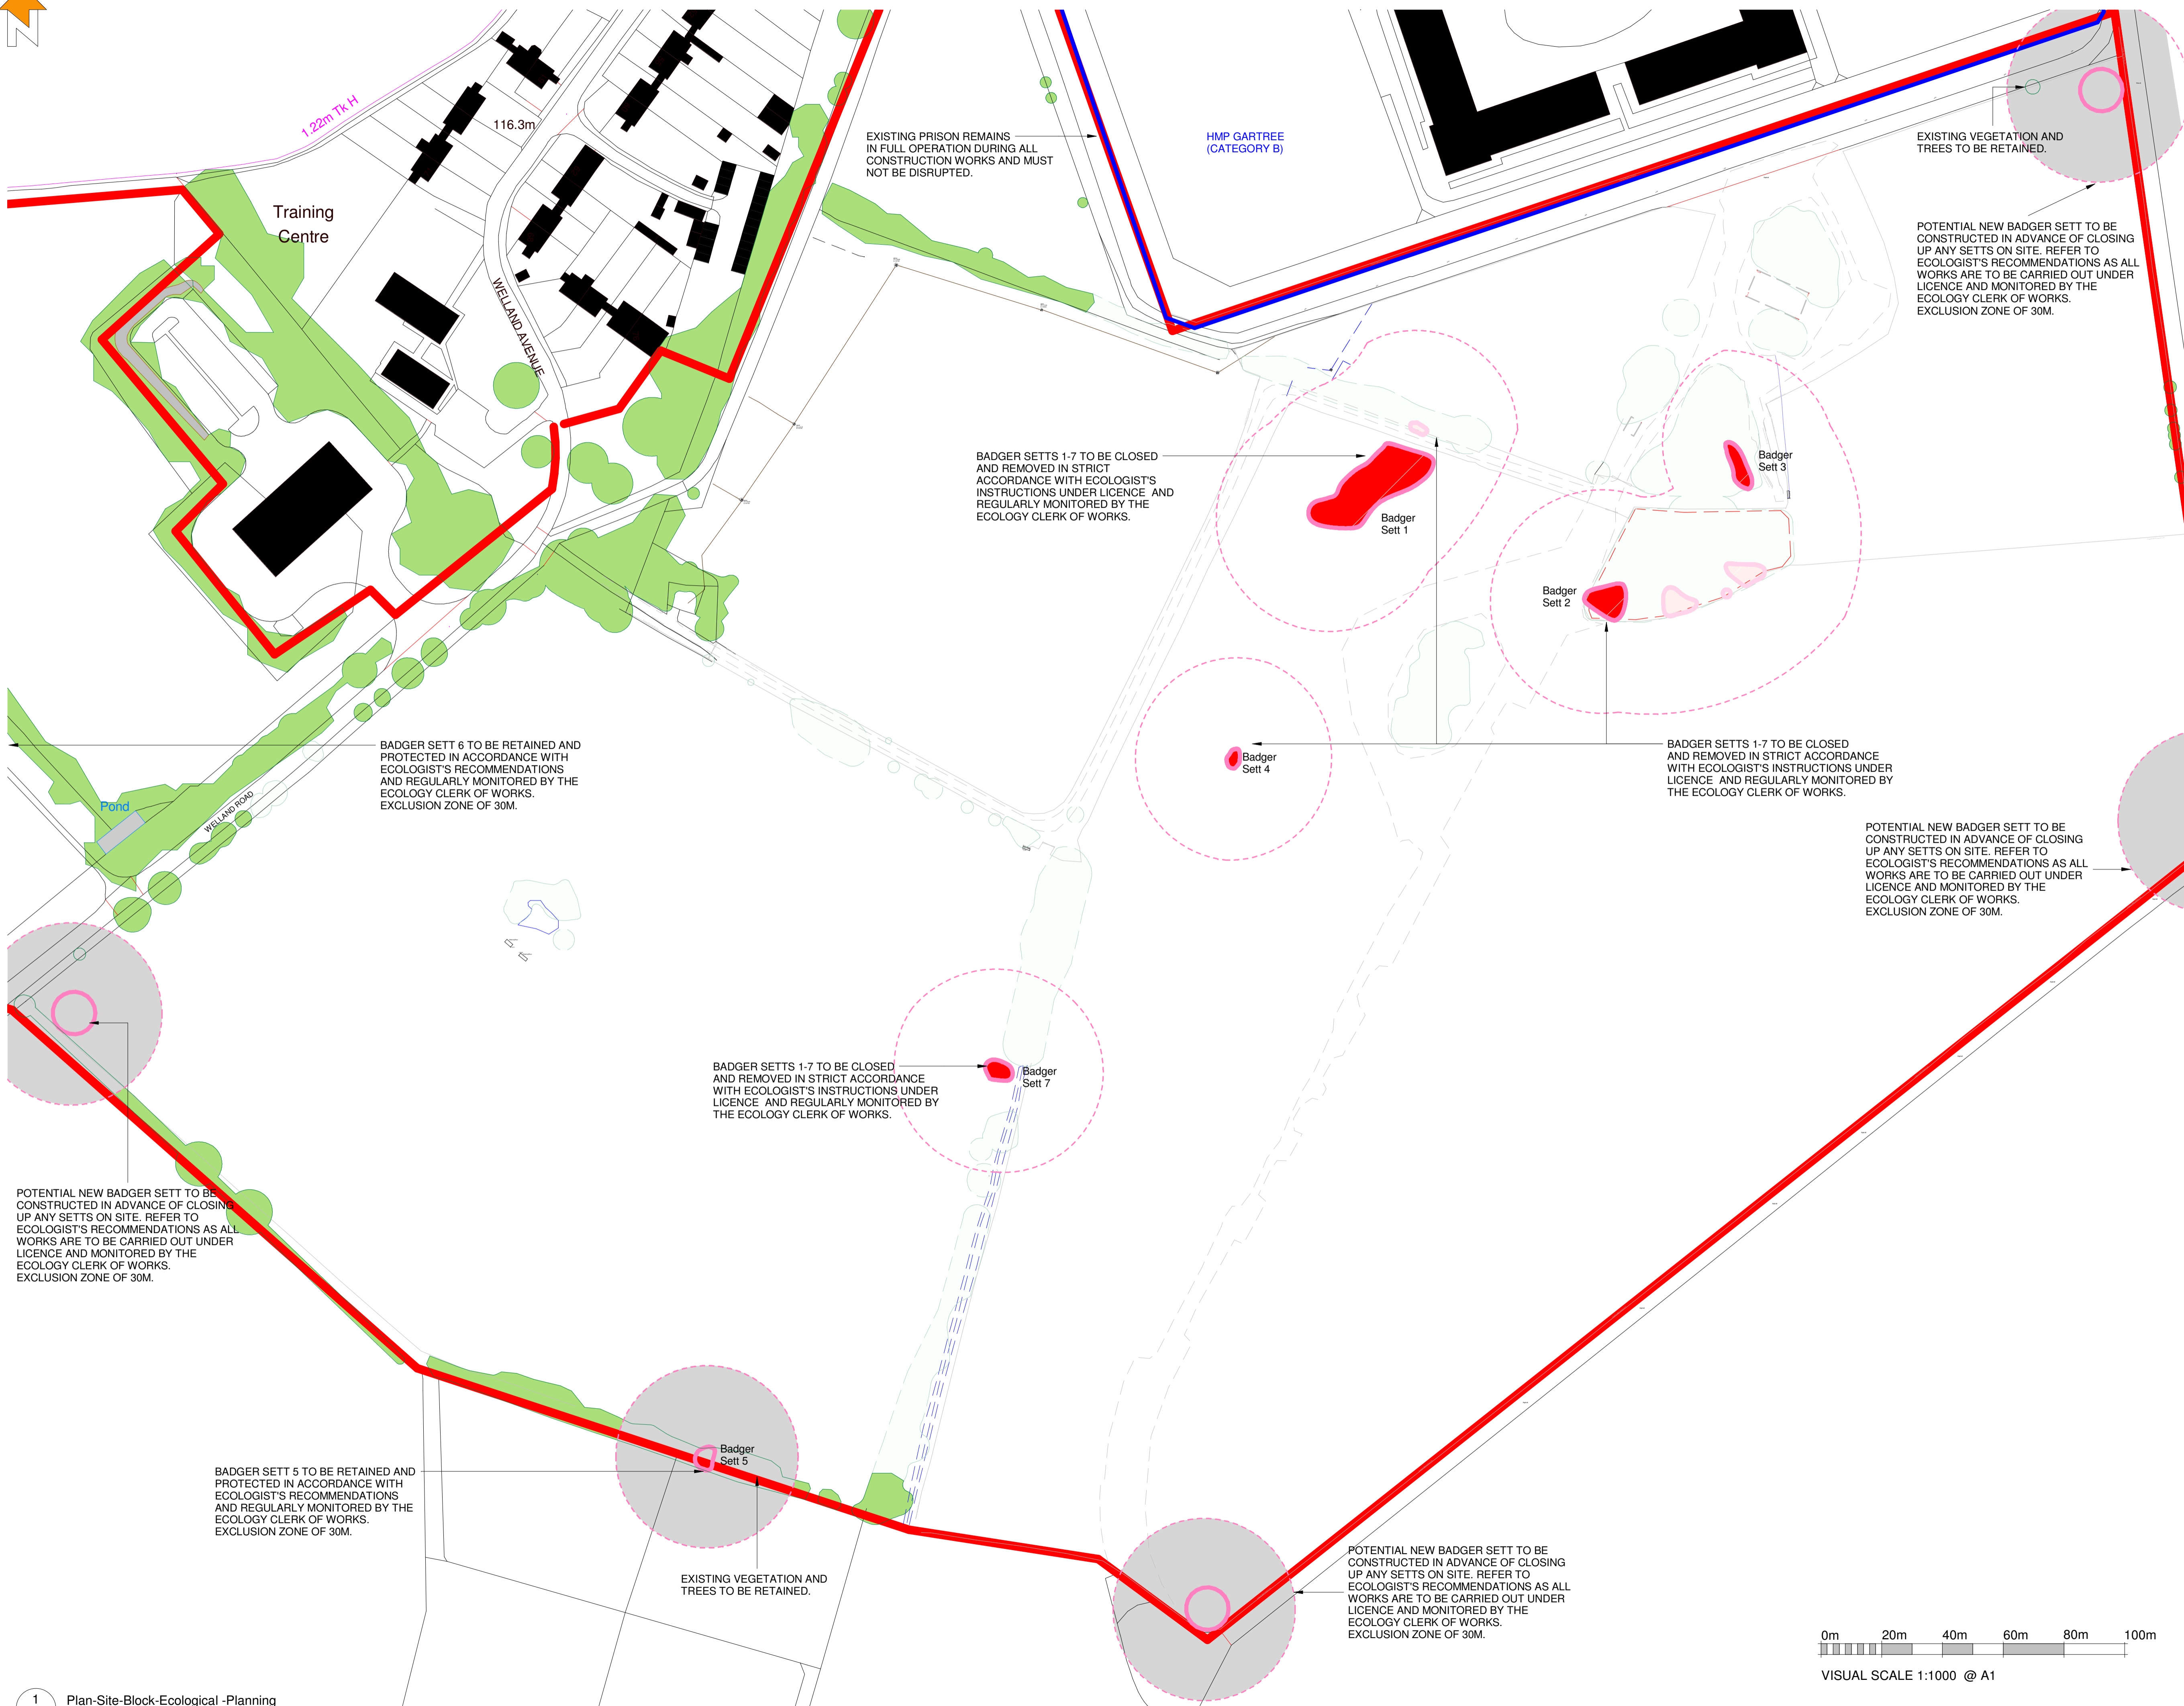 1.22m Tk H
116.3m
Training
Centre
WELLAND AVENUE
EXISTING PRISON REMAINS
IN FULL OPERATION DURING ALL
CONSTRUCTION WORKS AND MUST
NOT BE DISRUPTED.
HMP GARTREE
(CATEGORY B)
EXISTING VEGETATION AND
TREES TO BE RETAINED.
POTENTIAL NEW BADGER SETT TO BE
CONSTRUCTED IN ADVANCE OF CLOSING
UP ANY SETTS ON SITE. REFER TO
ECOLOGIST'S RECOMMENDATIONS AS ALL
WORKS ARE TO BE CARRIED OUT UNDER
LICENCE AND MONITORED BY THE
ECOLOGY CLERK OF WORKS.
EXCLUSION ZONE OF 30M.
BADGER SETTS 1-7 TO BE CLOSED
AND REMOVED IN STRICT
ACCORDANCE WITH ECOLOGIST'S
INSTRUCTIONS UNDER LICENCE  AND
REGULARLY MONITORED BY THE
ECOLOGY CLERK OF WORKS.
Badger
Sett 1
Badger
Sett 3
Badger
Sett 2
Badger
Sett 4
BADGER SETTS 1-7 TO BE CLOSED
AND REMOVED IN STRICT ACCORDANCE
WITH ECOLOGIST'S INSTRUCTIONS UNDER
LICENCE  AND REGULARLY MONITORED BY
THE ECOLOGY CLERK OF WORKS.
BADGER SETT 6 TO BE RETAINED AND
PROTECTED IN ACCORDANCE WITH
ECOLOGIST'S RECOMMENDATIONS
AND REGULARLY MONITORED BY THE
ECOLOGY CLERK OF WORKS.
EXCLUSION ZONE OF 30M.
Pond
WELLAND ROAD
POTENTIAL NEW BADGER SETT TO BE
CONSTRUCTED IN ADVANCE OF CLOSING
UP ANY SETTS ON SITE. REFER TO
ECOLOGIST'S RECOMMENDATIONS AS ALL
WORKS ARE TO BE CARRIED OUT UNDER
LICENCE AND MONITORED BY THE
ECOLOGY CLERK OF WORKS.
EXCLUSION ZONE OF 30M.
BADGER SETTS 1-7 TO BE CLOSED
AND REMOVED IN STRICT ACCORDANCE
WITH ECOLOGIST'S INSTRUCTIONS UNDER
LICENCE  AND REGULARLY MONITORED BY
THE ECOLOGY CLERK OF WORKS.
Badger
Sett 7
POTENTIAL NEW BADGER SETT TO BE
CONSTRUCTED IN ADVANCE OF CLOSING
UP ANY SETTS ON SITE. REFER TO
ECOLOGIST'S RECOMMENDATIONS AS ALL
WORKS ARE TO BE CARRIED OUT UNDER
LICENCE AND MONITORED BY THE
ECOLOGY CLERK OF WORKS.
EXCLUSION ZONE OF 30M.
Badger
Sett 5
BADGER SETT 5 TO BE RETAINED AND
PROTECTED IN ACCORDANCE WITH
ECOLOGIST'S RECOMMENDATIONS
AND REGULARLY MONITORED BY THE
ECOLOGY CLERK OF WORKS.
EXCLUSION ZONE OF 30M.
EXISTING VEGETATION AND
TREES TO BE RETAINED.
POTENTIAL NEW BADGER SETT TO BE
CONSTRUCTED IN ADVANCE OF CLOSING
UP ANY SETTS ON SITE. REFER TO
ECOLOGIST'S RECOMMENDATIONS AS ALL
WORKS ARE TO BE CARRIED OUT UNDER
LICENCE AND MONITORED BY THE
ECOLOGY CLERK OF WORKS.
EXCLUSION ZONE OF 30M.
0m 20m 40m 60m 80m 100m
VISUAL SCALE 1:1000  @ A1
1 Plan-Site-Block-Ecological -Planning